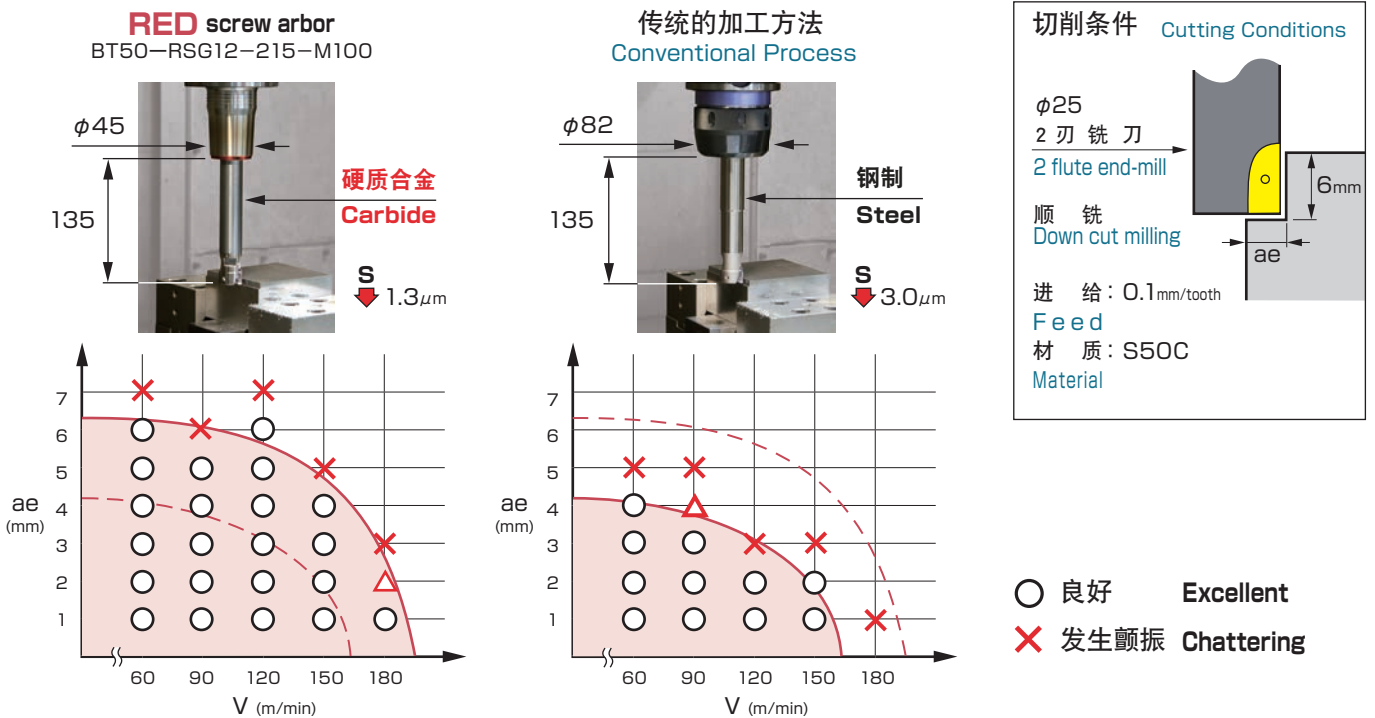 RED screw arbor
BT50—RSG12−215−M100
φ45
135
硬质合金
Carbide
S
1.3μm
7
6
5
4
3
2
1
ae
(mm)
60 90 120 150 180
V (m/min)
传统的加工方法
Conventional Process
φ82
135
钢制
Steel
S
3.0μm
7
6
5
4
3
2
1
ae
(mm)
60 90 120 150 180
V (m/min)
切削条件 Cutting Conditions
φ25
2 刃 铣 刀
2 flute end-mill
顺 铣
Down cut milling
6mm
ae
进 给：0.1mm/tooth
Feed
材 质：S50C
Material
良好 Excellent
发生颤振 Chattering